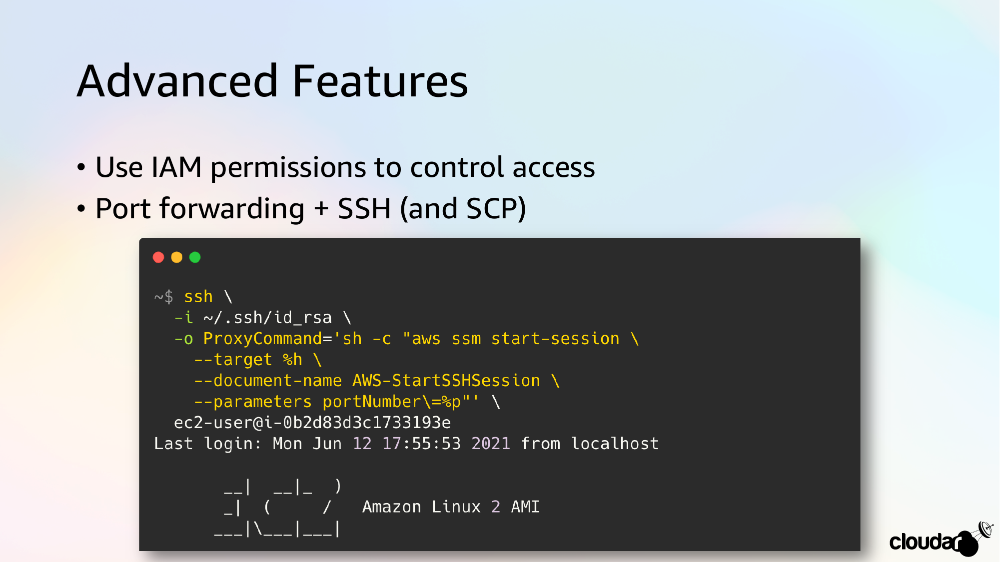 Advanced Features
• Use IAM permissions to control access
• Port forwarding + SSH (and SCP)
~$ ssh \
  -i ~/.ssh/id_rsa \
  -o ProxyCommand='sh -c "aws ssm start-session \
    --target %h \
    --document-name AWS-StartSSHSession \
    --parameters portNumber\=%p"' \
  ec2-user@i-0b2d83d3c1733193e
Last login: Mon Jun 12 17:55:53 2021 from localhost
       __|  __|_  )
       _|  (     /   Amazon Linux 2 AMI
      ___|\___|___|
cloudar